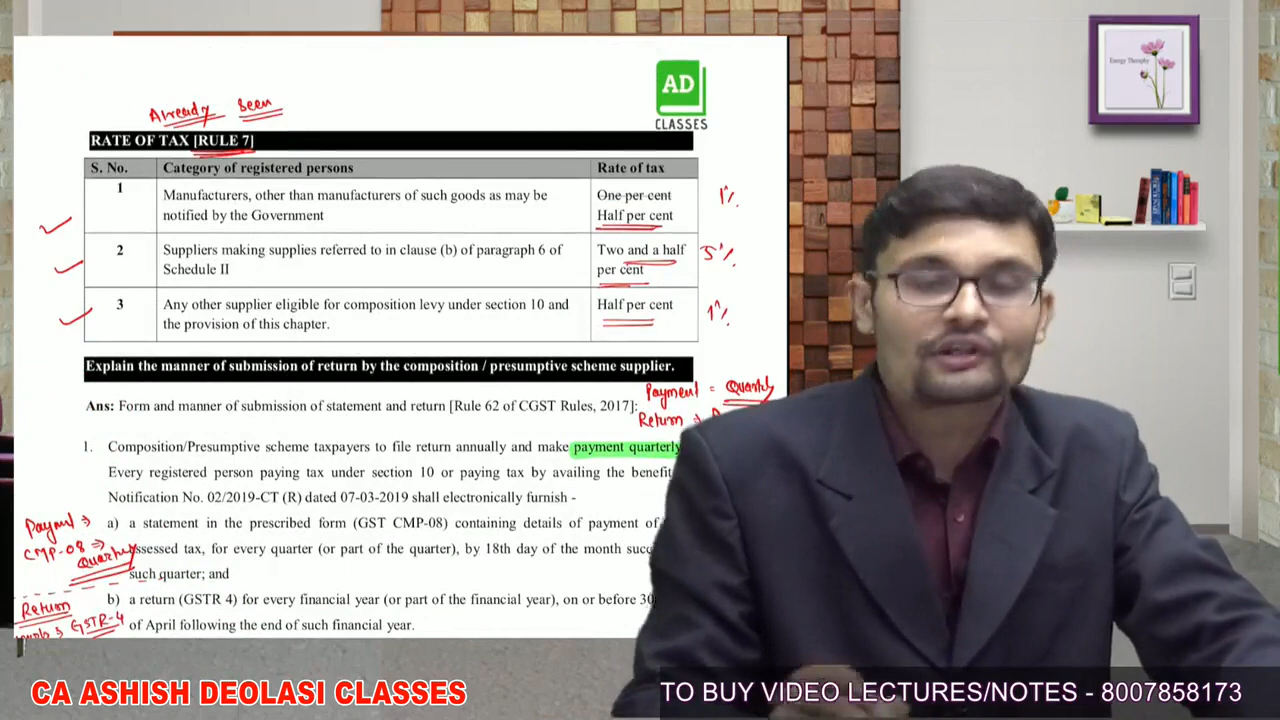 AD
CLASSES
Energy Theraphy
Already Seen
RATE OF TAX [RULE 7]
S. No. Category of registered persons Rate of tax
1 Manufacturers, other than manufacturers of such goods as may be notified by the Government One per cent Half per cent 1%
2 Suppliers making supplies referred to in clause (b) of paragraph 6 of Schedule II Two and a half per cent 5%
3 Any other supplier eligible for composition levy under section 10 and the provision of this chapter. Half per cent 1%
Explain the manner of submission of return by the composition / presumptive scheme supplier.
Payment = Quartly
Ans: Form and manner of submission of statement and return [Rule 62 of CGST Rules, 2017]:
Return →
1. Composition/Presumptive scheme taxpayers to file return annually and make payment quarterly
Every registered person paying tax under section 10 or paying tax by availing the benefit
Notification No. 02/2019-CT (R) dated 07-03-2019 shall electronically furnish -
Paymt ⇒
a) a statement in the prescribed form (GST CMP-08) containing details of payment of
CMP-08 ⇒
Quartly
assessed tax, for every quarter (or part of the quarter), by 18th day of the month
such quarter; and
b) a return (GSTR 4) for every financial year (or part of the financial year), on or before 30
Return
GSTR-4
of April following the end of such financial year.
CA ASHISH DEOLASI CLASSES
TO BUY VIDEO LECTURES/NOTES - 8007858173